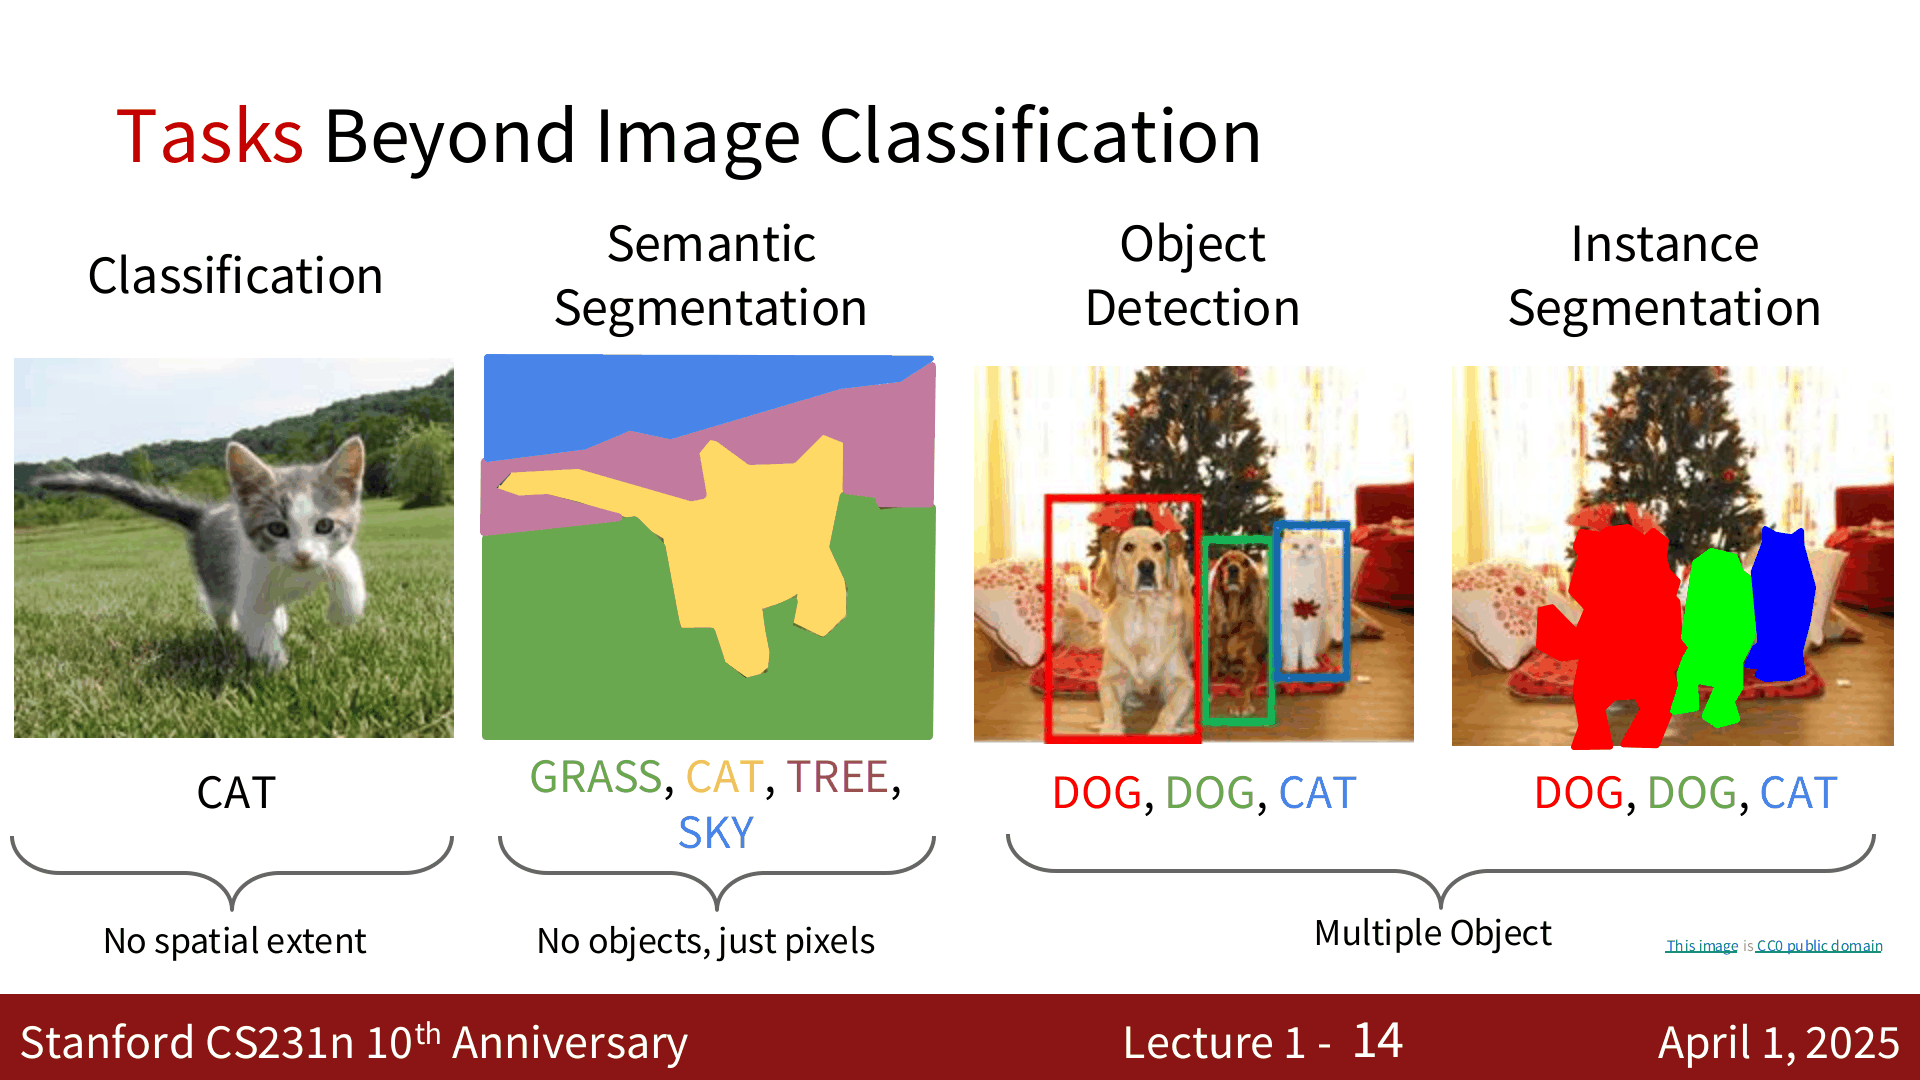 Tasks Beyond Image Classification
Classification
Semantic
Segmentation
Object
Detection
Instance
Segmentation
CAT
GRASS, CAT, TREE,
SKY
DOG, DOG, CAT
DOG, DOG, CAT
No spatial extent
No objects, just pixels
Multiple Object
This image is CC0 public domain
Stanford CS231n 10th Anniversary
Lecture 1 - 14
April 1, 2025